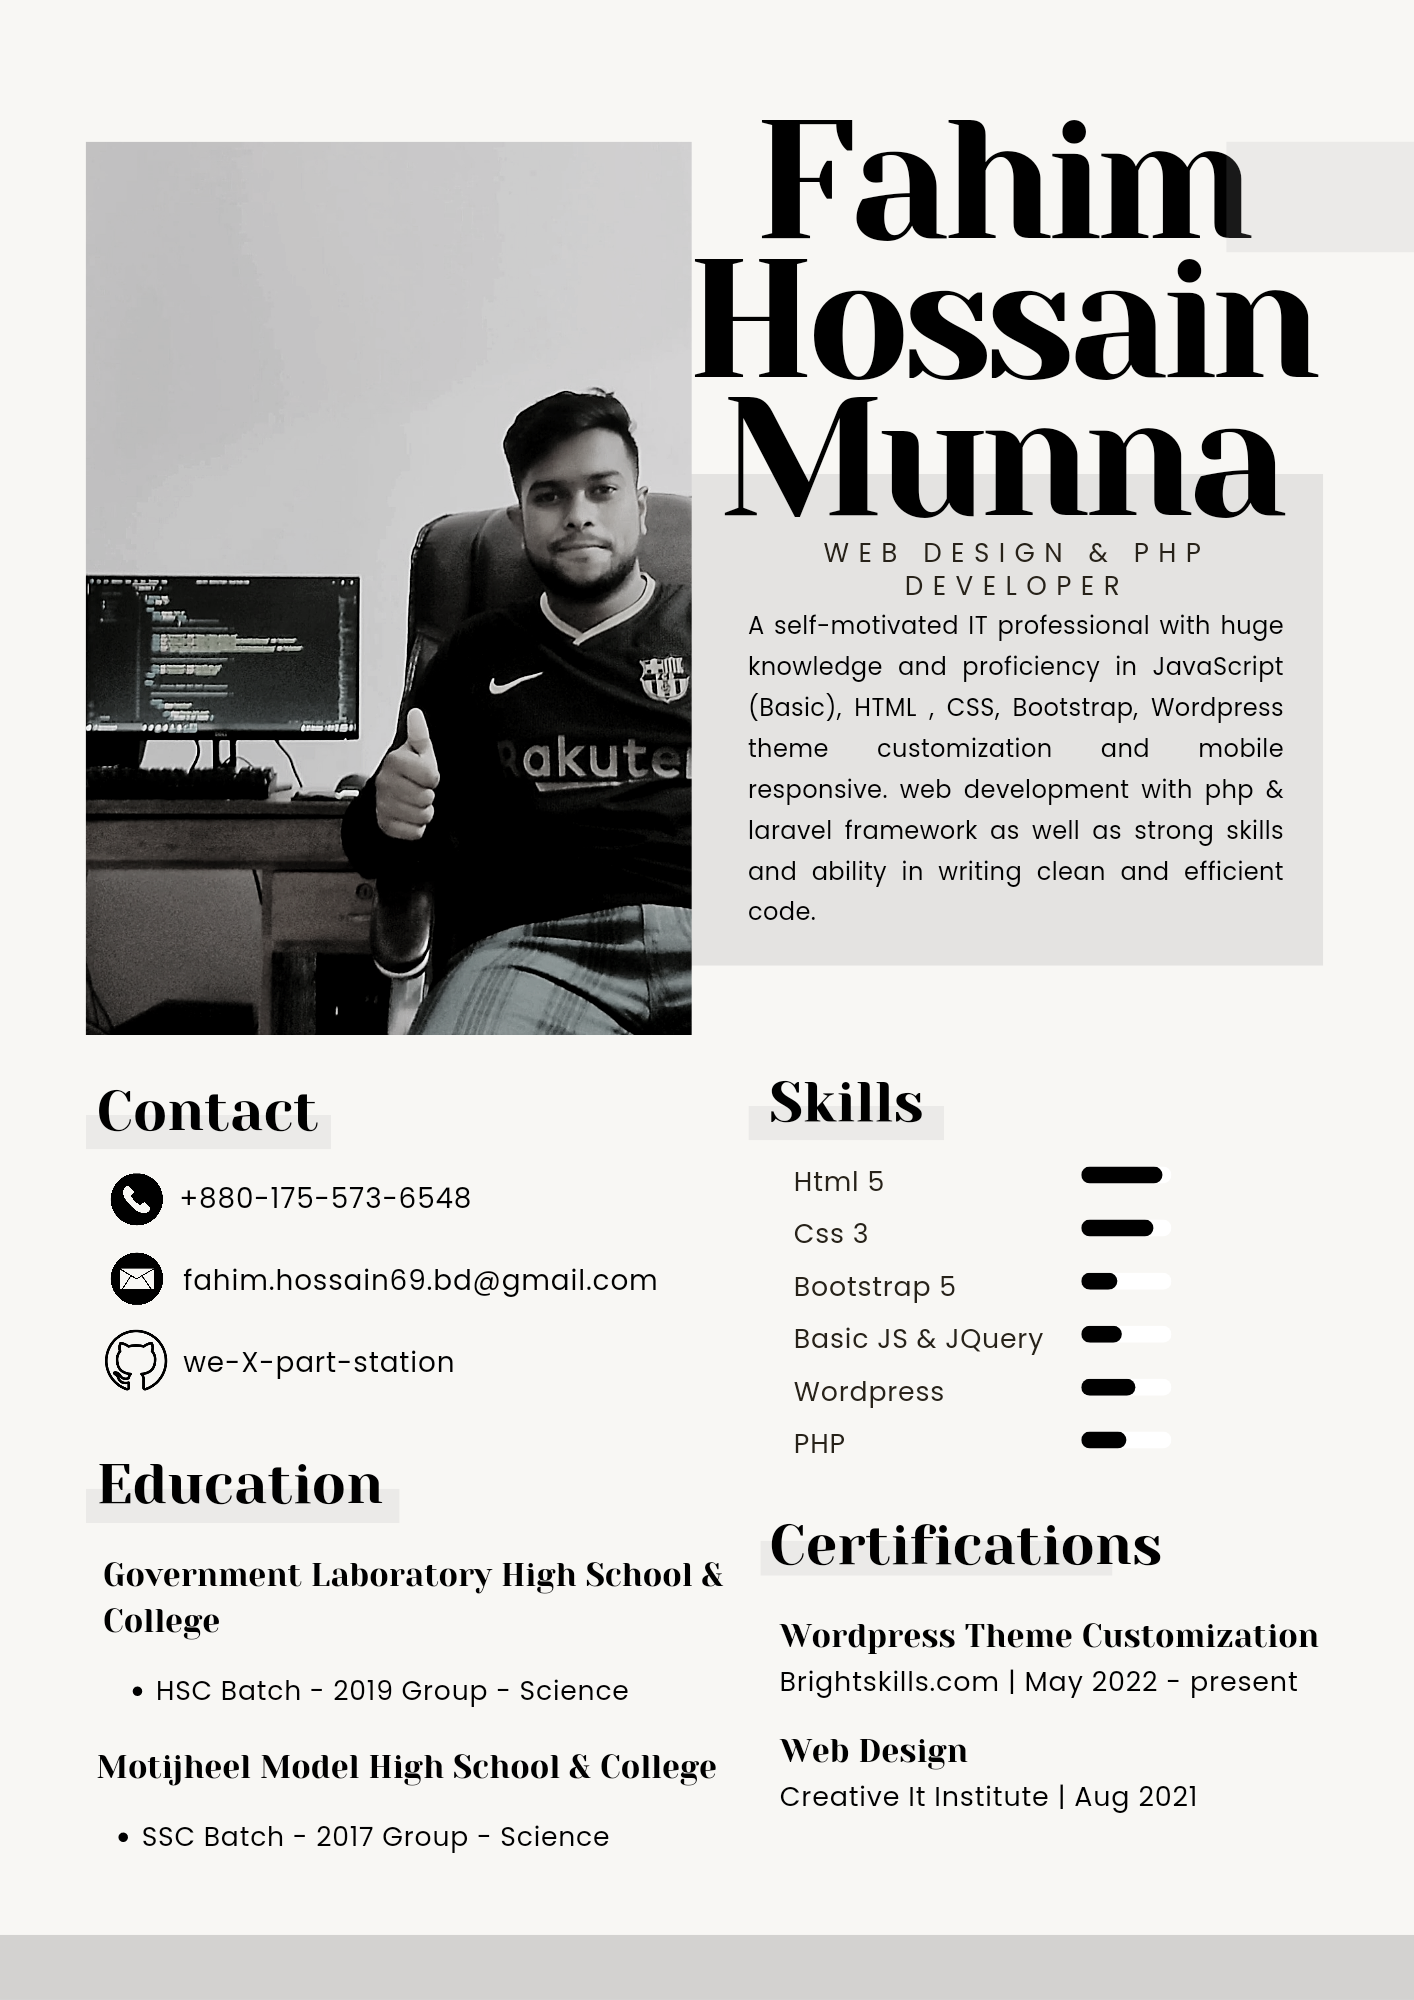 Fahim
Hossain
Munna
WEB DESIGN & PHP
DEVELOPER
A self-motivated IT professional with huge
knowledge and proficiency in JavaScript
(Basic), HTML , CSS, Bootstrap, Wordpress
theme customization and mobile
responsive. web development with php &
laravel framework as well as strong skills
and ability in writing clean and efficient
code.
Rakuten
Contact
+880-175-573-6548
fahim.hossain69.bd@gmail.com
we-X-part-station
Education
Government Laboratory High School &
College
• HSC Batch - 2019 Group - Science
Motijheel Model High School & College
• SSC Batch - 2017 Group - Science
Skills
Html 5
Css 3
Bootstrap 5
Basic JS & JQuery
Wordpress
PHP
Certifications
Wordpress Theme Customization
Brightskills.com | May 2022 - present
Web Design
Creative It Institute | Aug 2021